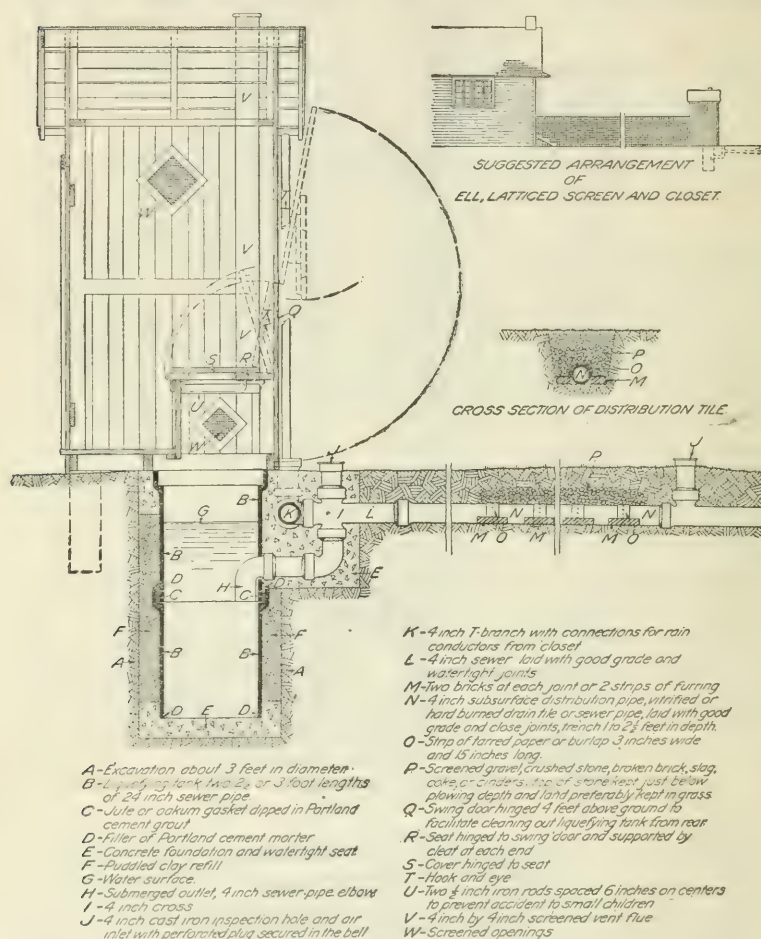 SUGGESTED ARRANGEMENT
OF
ELL, LATTICED SCREEN AND CLOSET.
CROSS SECTION OF DISTRIBUTION TILE.
A-Excavation about 3 feet in diameter.
B-Liquefying tank, two 2½ or 3 foot lengths
of 24 inch sewer pipe
C-Jute or oakum gasket dipped in Portland
cement grout
D-Filler of Portland cement morter
E-Concrete foundation and watertight seat
F-Puddled clay refill
G-Water surface.
H-Submerged outlet, 4 inch sewer-pipe elbow
I-4 inch cross
J-4 inch cast iron inspection hole and air
inlet with perforated plug secured in the bell
K-4 inch T-branch with connections for rain
conductors from closet
L-4 inch sewer laid with good grade and
watertight joints
M-Two bricks at each joint or 2 strips of furring
N-4 inch subsurface distribution pipe, vitrified or
hard burned drain tile or sewer pipe, laid with good
grade and close joints, trench 1 to 2½ feet in depth.
O-Strip of tarred paper or burlap 3 inches wide
and 15 inches long.
P-Screened gravel, crushed stone, broken brick, slag,
coke, or cinders. top of stone kept just below
plowing depth and land preferably kept in grass
Q-Swing door hinged 4 feet above ground to
facilitate cleaning out liquefying tank from rear
R-Seat hinged to swing door and supported by
cleat at each end
S-Cover hinged to seat
T-Hook and eye
U-Two ½ inch iron rods spaced 6 inches on centers
to prevent accident to small children
V-4 inch by 4 inch screened vent flue
W-Screened openings